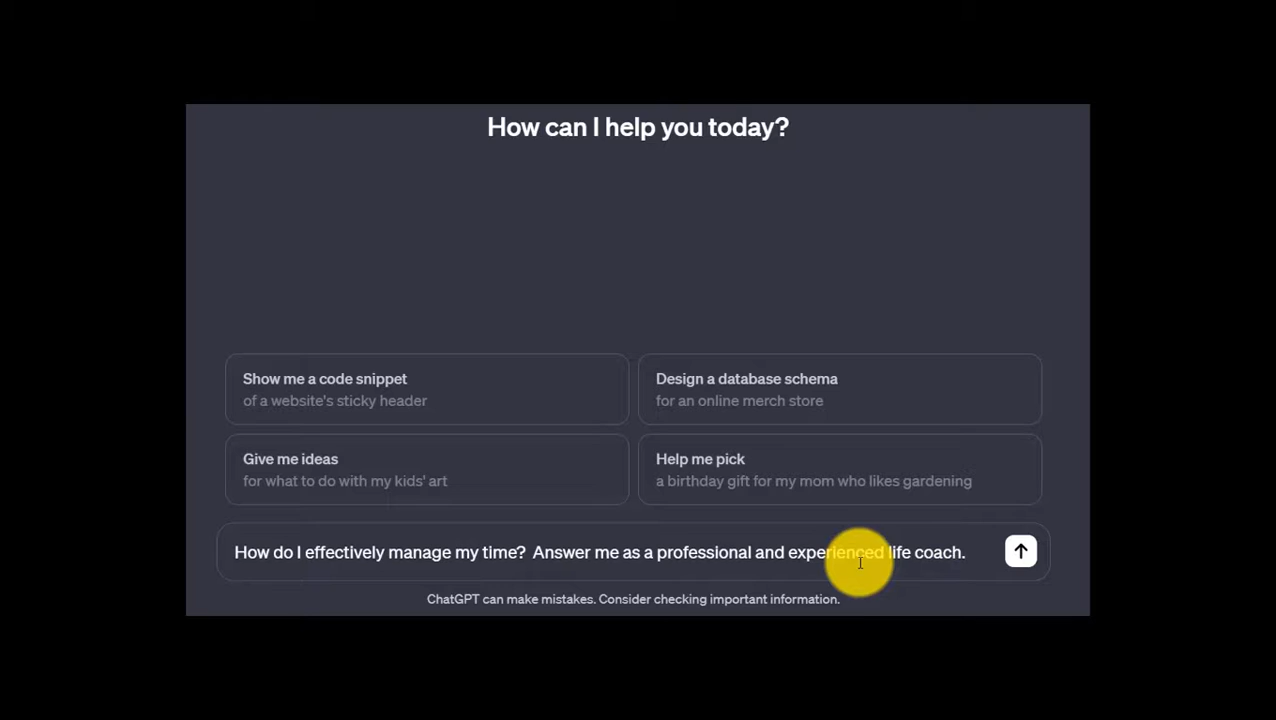 How can I help you today?
Show me a code snippet
of a website's sticky header
Design a database schema
for an online merch store
Give me ideas
for what to do with my kids' art
Help me pick
a birthday gift for my mom who likes gardening
How do I effectively manage my time?  Answer me as a professional and experienced life coach.
ChatGPT can make mistakes. Consider checking important information.